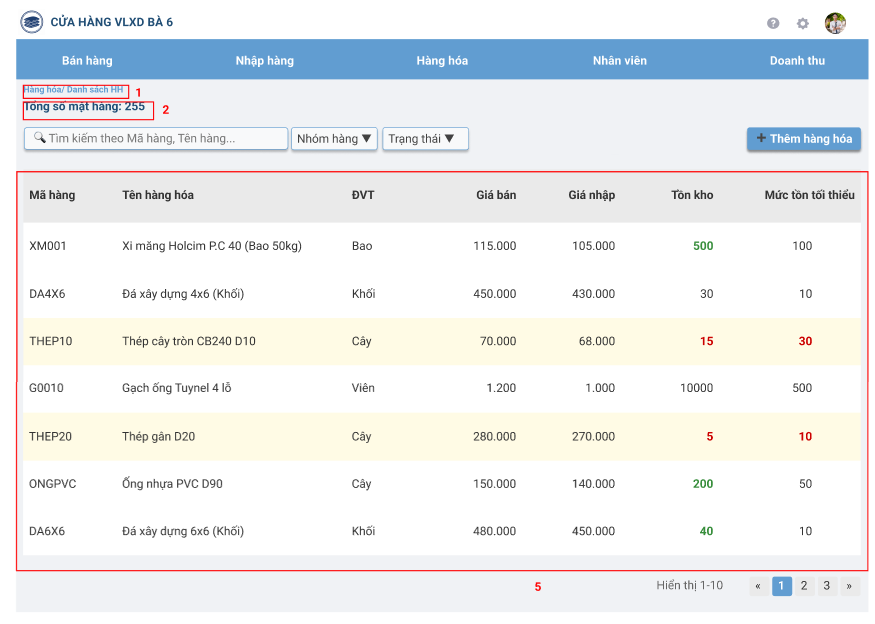 CỬA HÀNG VLXD BÀ 6
Bán hàng Nhập hàng Hàng hóa Nhân viên Doanh thu
Hàng hóa/ Danh sách HH 1
Tổng số mặt hàng: 255 2
Tìm kiếm theo Mã hàng, Tên hàng... Nhóm hàng ▼ Trạng thái ▼ + Thêm hàng hóa
Mã hàng Tên hàng hóa ĐVT Giá bán Giá nhập Tồn kho Mức tồn tối thiểu
XM001 Xi măng Holcim P.C 40 (Bao 50kg) Bao 115.000 105.000 500 100
DA4X6 Đá xây dựng 4x6 (Khối) Khối 450.000 430.000 30 10
THEP10 Thép cây tròn CB240 D10 Cây 70.000 68.000 15 30
G0010 Gạch ống Tuynel 4 lỗ Viên 1.200 1.000 10000 500
THEP20 Thép gân D20 Cây 280.000 270.000 5 10
ONGPVC Ống nhựa PVC D90 Cây 150.000 140.000 200 50
DA6X6 Đá xây dựng 6x6 (Khối) Khối 480.000 450.000 40 10
5 Hiển thị 1-10 « 1 2 3 »